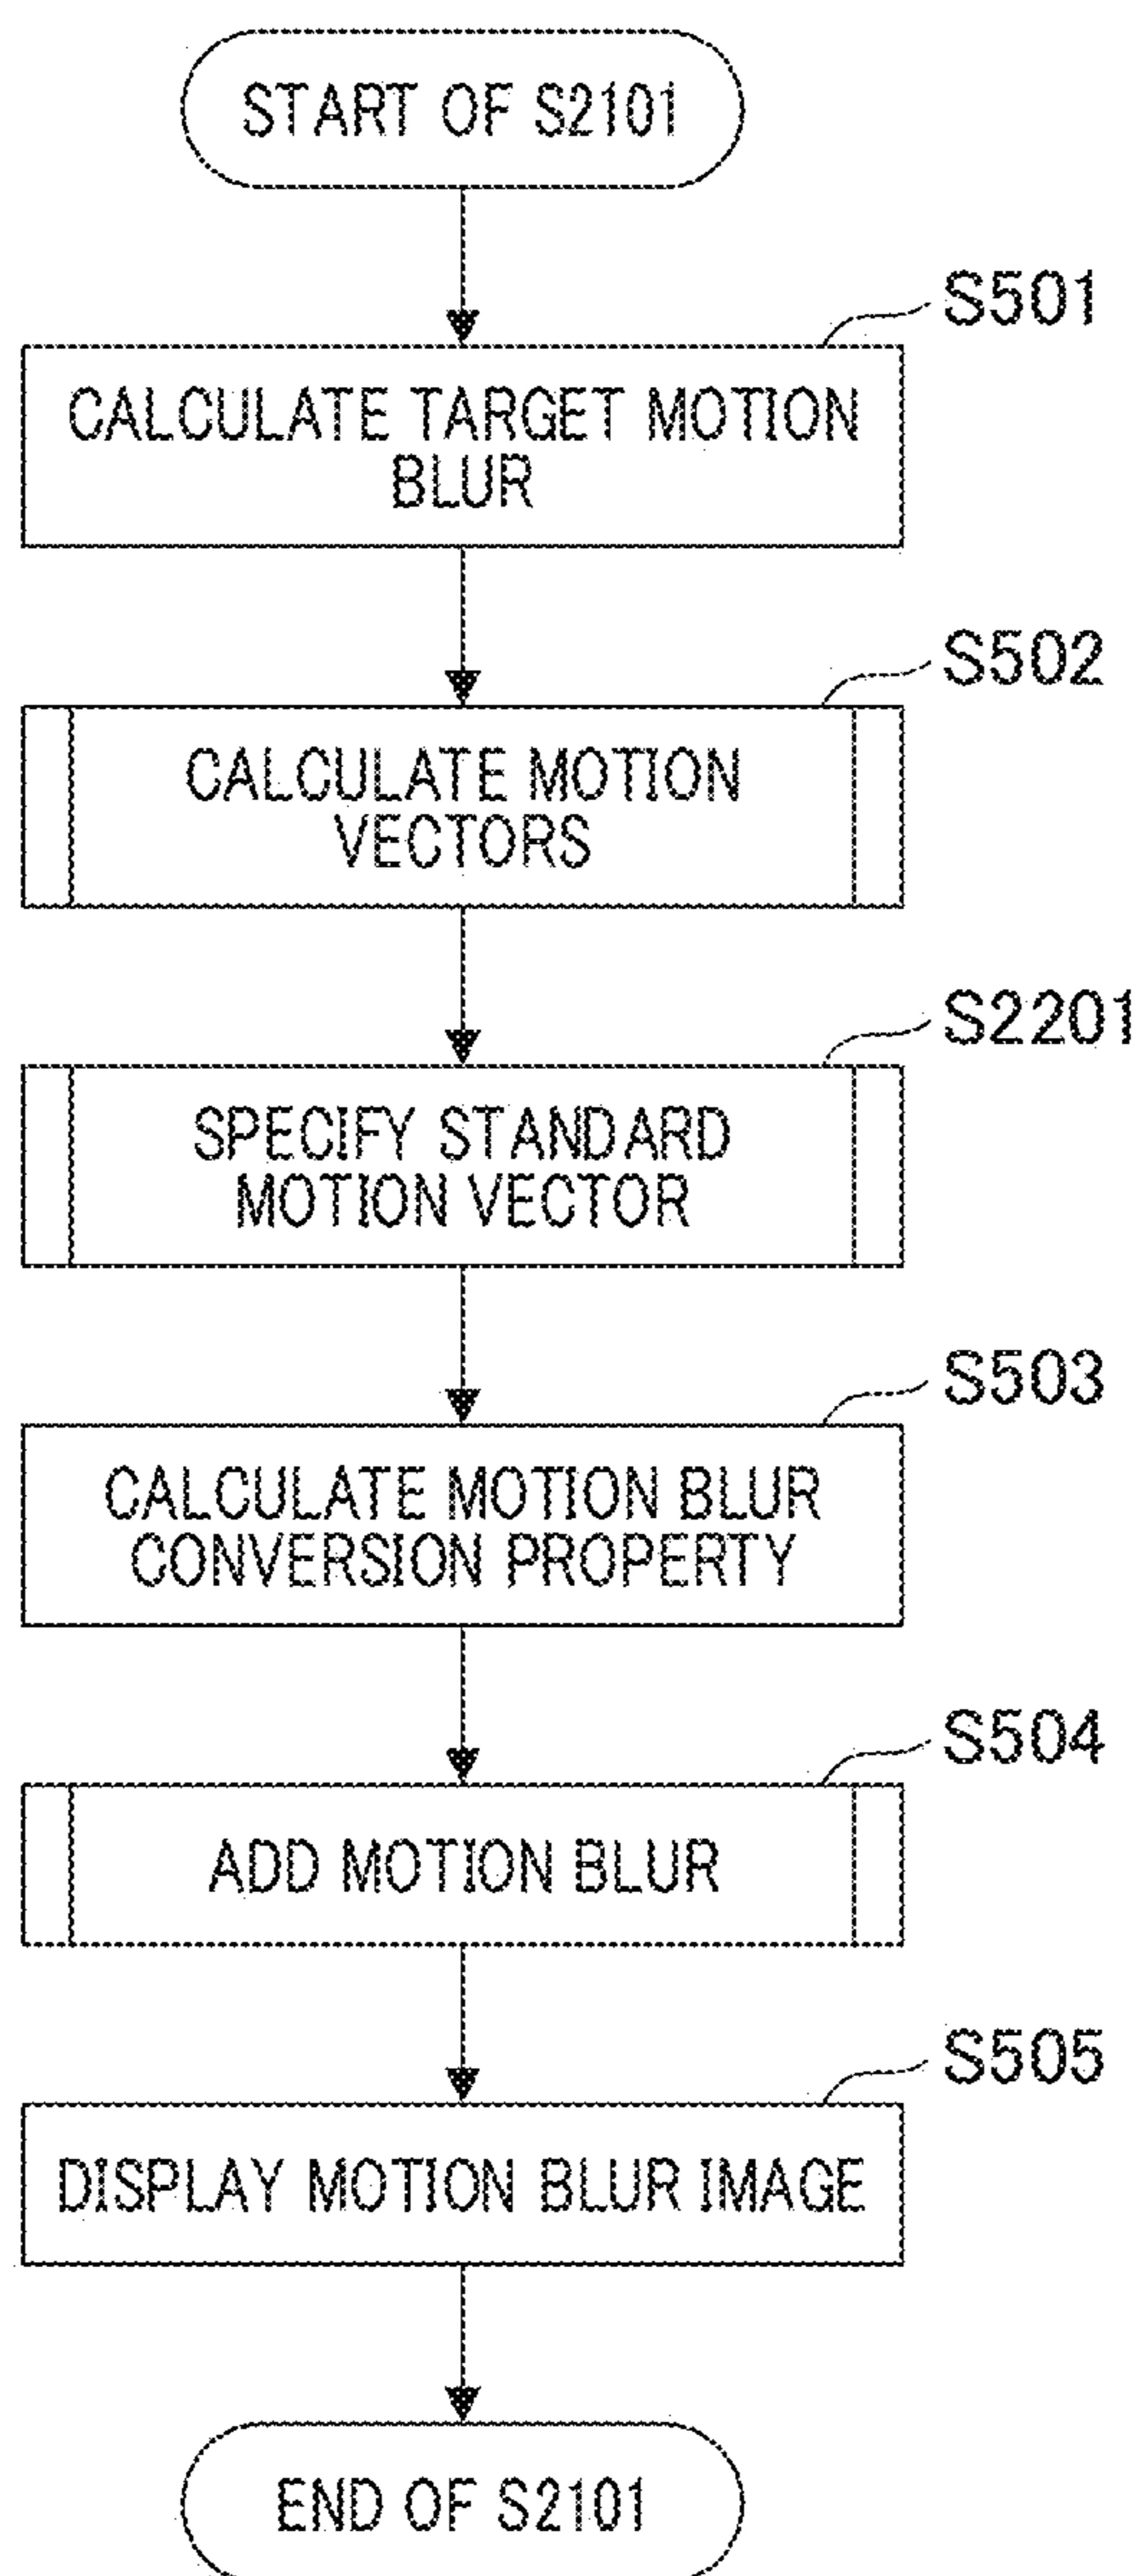 START OF S2101
S501
CALCULATE TARGET MOTION
BLUR
S502
CALCULATE MOTION
VECTORS
S2201
SPECIFY STANDARD
MOTION VECTOR
S503
CALCULATE MOTION BLUR
CONVERSION PROPERTY
S504
ADD MOTION BLUR
S505
DISPLAY MOTION BLUR IMAGE
END OF S2101